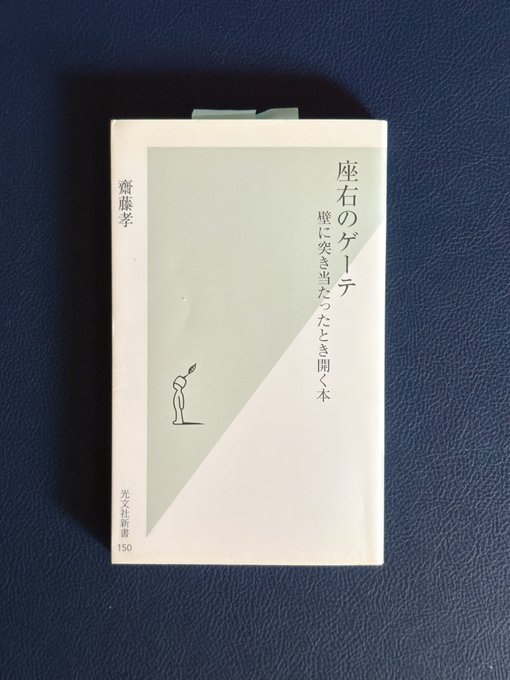 座右のゲーテ
壁に突き当たったとき開く本
齋藤孝
光文社新書
150